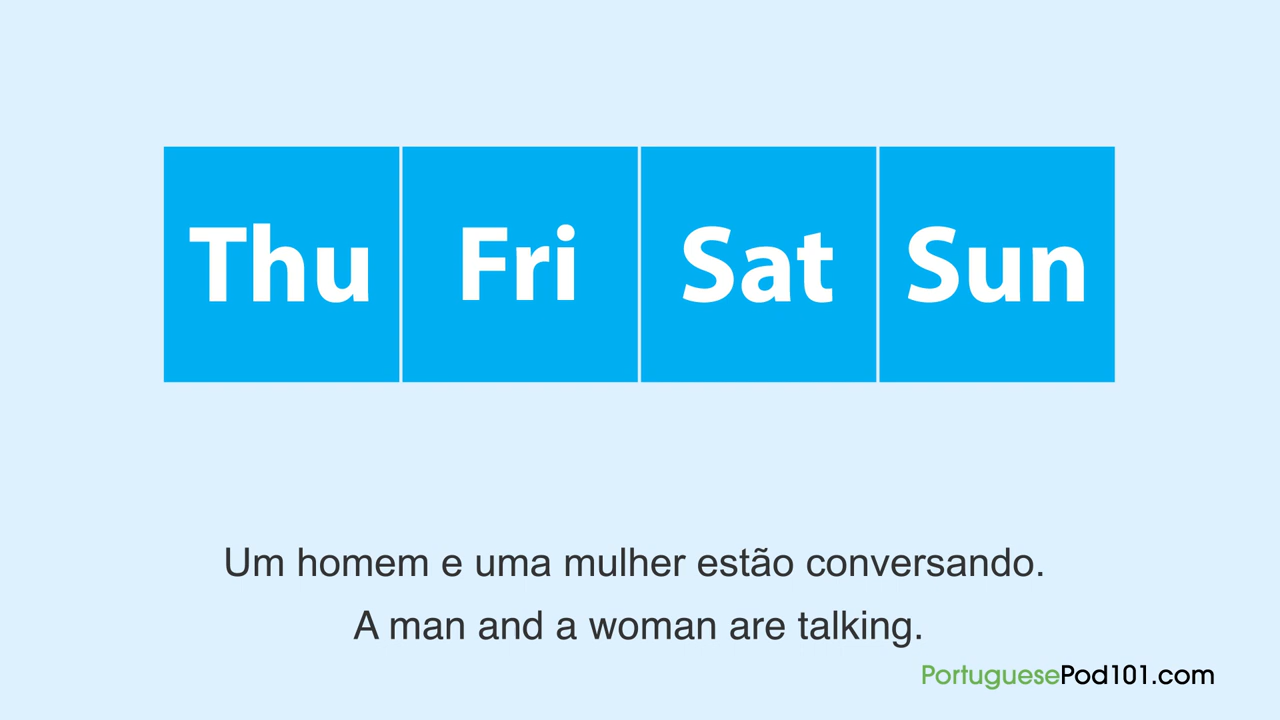 Thu Fri Sat Sun
Um homem e uma mulher estão conversando.
A man and a woman are talking.
PortuguesePod101.com